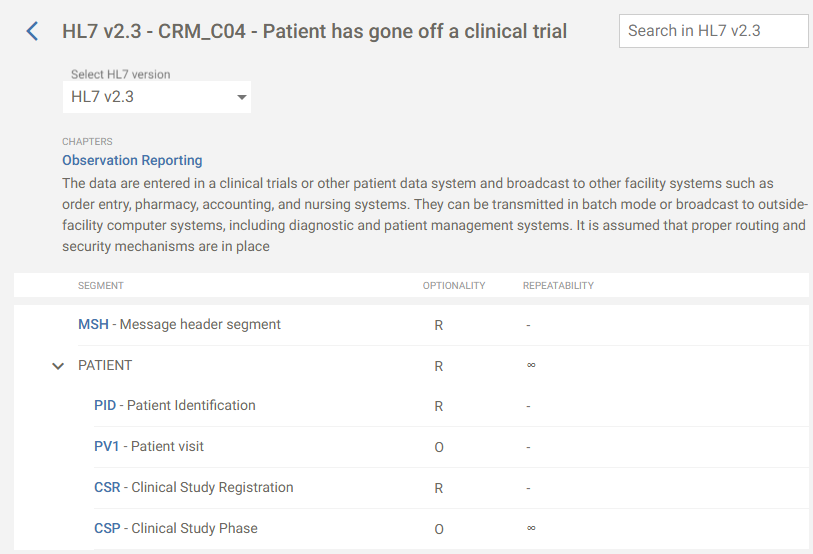 HL7 v2.3 - CRM_C04 - Patient has gone off a clinical trial
Search in HL7 v2.3
Select HL7 version
HL7 v2.3
CHAPTERS
Observation Reporting
The data are entered in a clinical trials or other patient data system and broadcast to other facility systems such as
order entry, pharmacy, accounting, and nursing systems. They can be transmitted in batch mode or broadcast to outside-
facility computer systems, including diagnostic and patient management systems. It is assumed that proper routing and
security mechanisms are in place
SEGMENT OPTIONALITY REPEATABILITY
MSH - Message header segment R -
PATIENT R ∞
PID - Patient Identification R -
PV1 - Patient visit O -
CSR - Clinical Study Registration R -
CSP - Clinical Study Phase O ∞